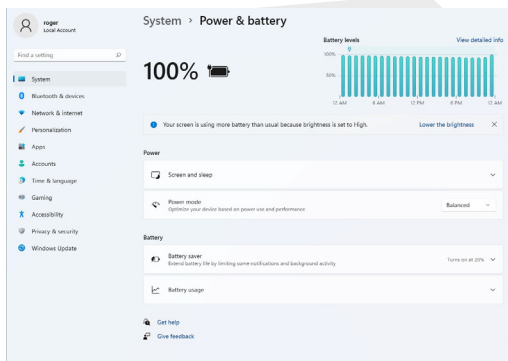 roger
Local Account
Find a setting
System
Bluetooth & devices
Network & internet
Personalization
Apps
Accounts
Time & language
Gaming
Accessibility
Privacy & security
Windows Update
System > Power & battery
100%
Battery levels
View detailed info
100%
50%
12 AM 6 AM 12 PM 6 PM 12 AM
Your screen is using more battery than usual because brightness is set to High.
Lower the brightness
Power
Screen and sleep
Power mode
Optimize your device based on power use and performance
Balanced
Battery
Battery saver
Extend battery life by limiting some notifications and background activity
Turns on at 20%
Battery usage
Get help
Give feedback